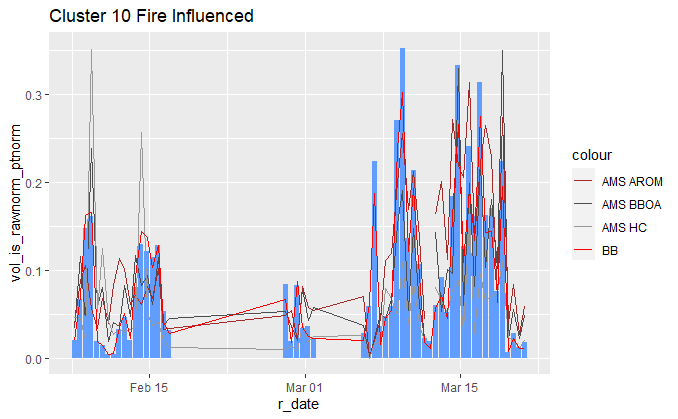 Cluster 10 Fire Influenced
vol_is_rawnorm_ptnorm
0.3
0.2
0.1
0.0
Feb 15
Mar 01
Mar 15
r_date
colour
AMS AROM
AMS BBOA
AMS HC
BB